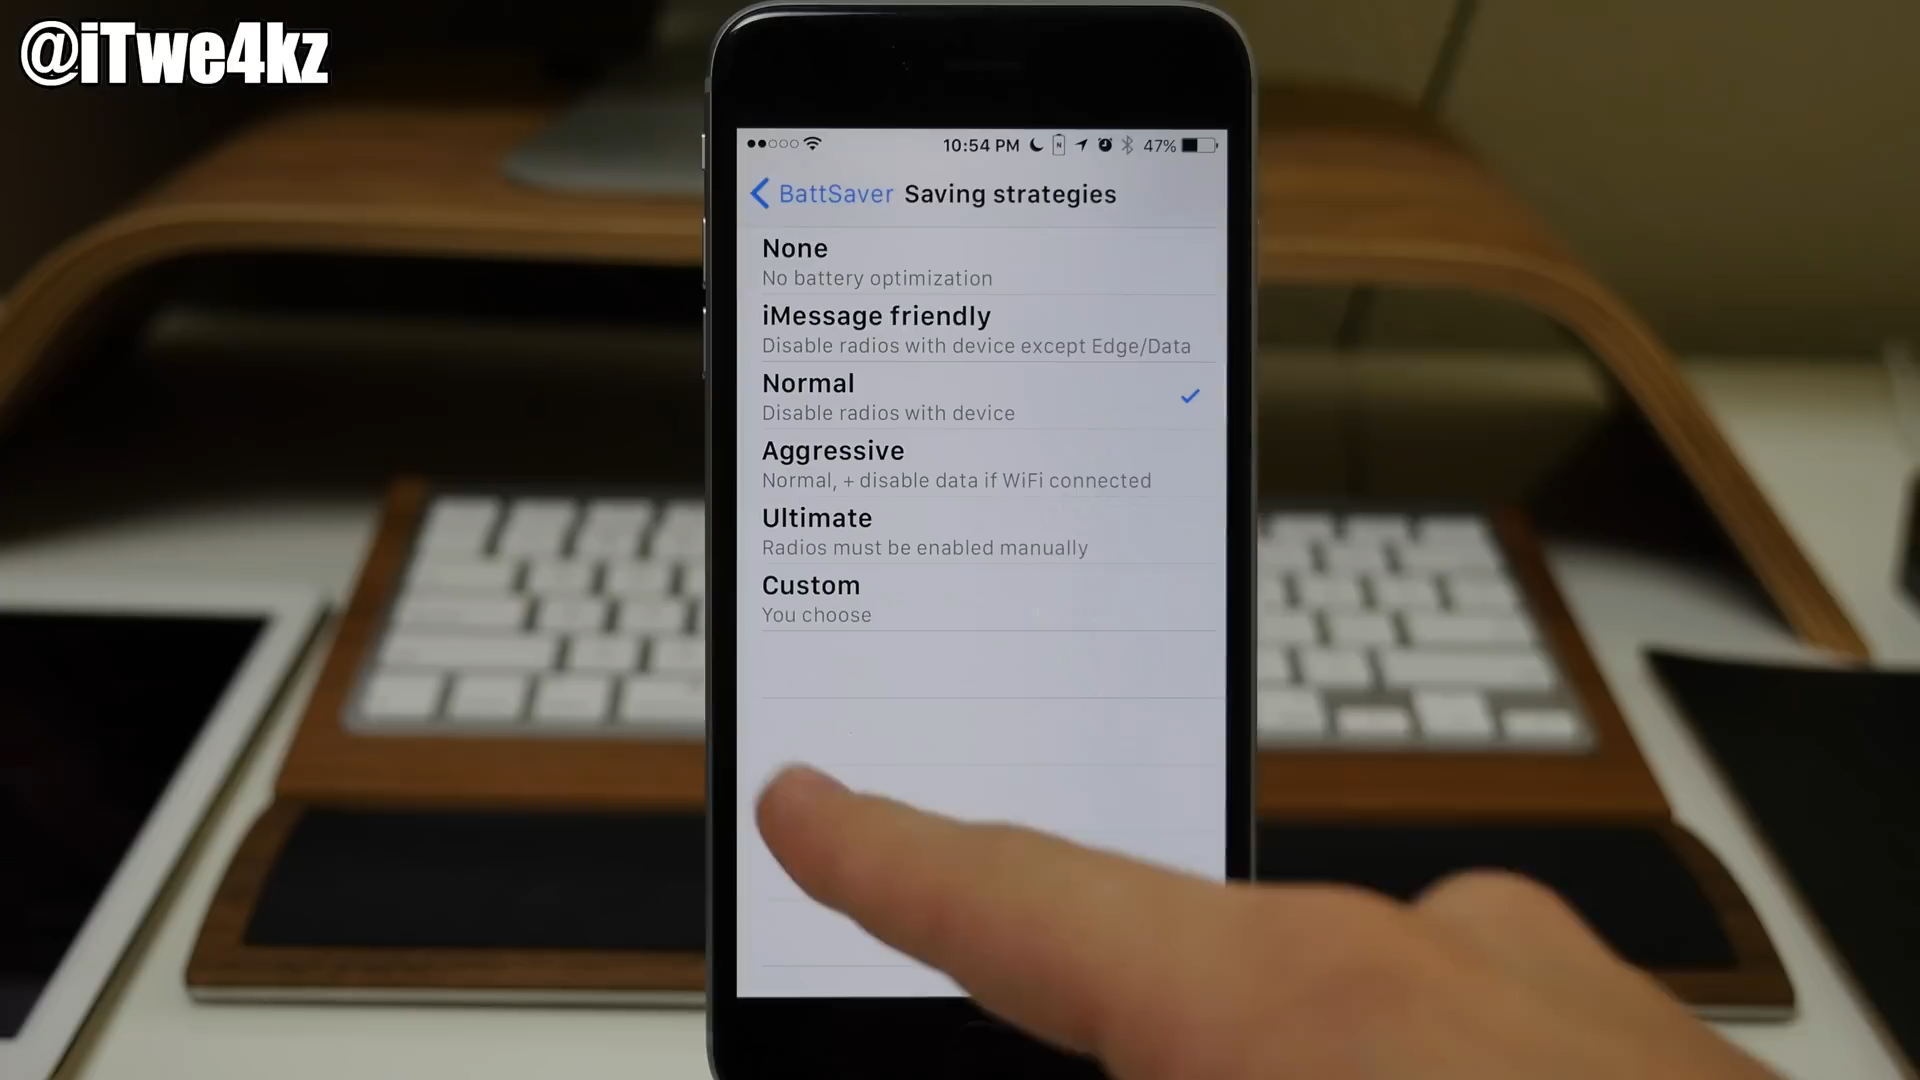 @iTwe4kz
10:54 PM N 47%
BattSaver Saving strategies
None
No battery optimization
iMessage friendly
Disable radios with device except Edge/Data
Normal
Disable radios with device
Aggressive
Normal, + disable data if WiFi connected
Ultimate
Radios must be enabled manually
Custom
You choose